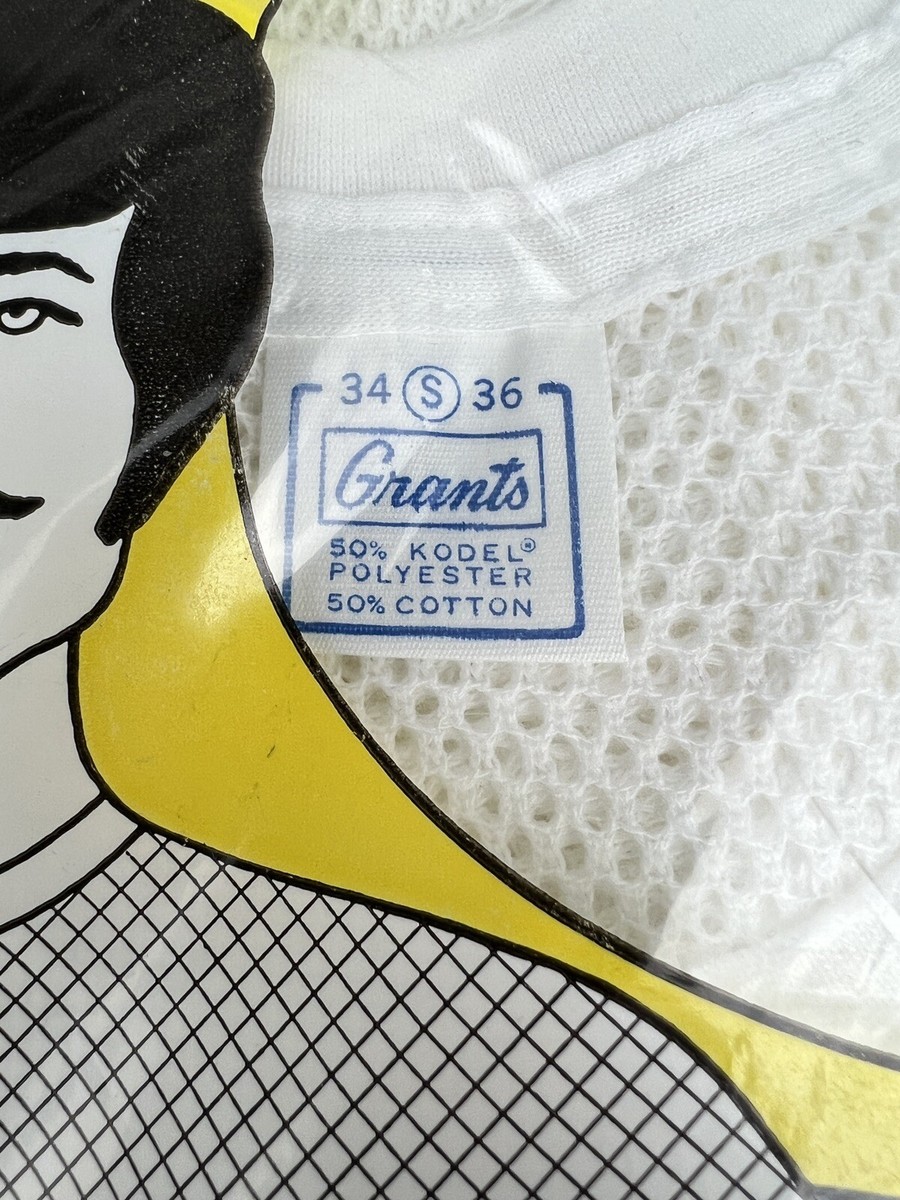 34 S 36
Grants
50% KODEL®
POLYESTER
50% COTTON